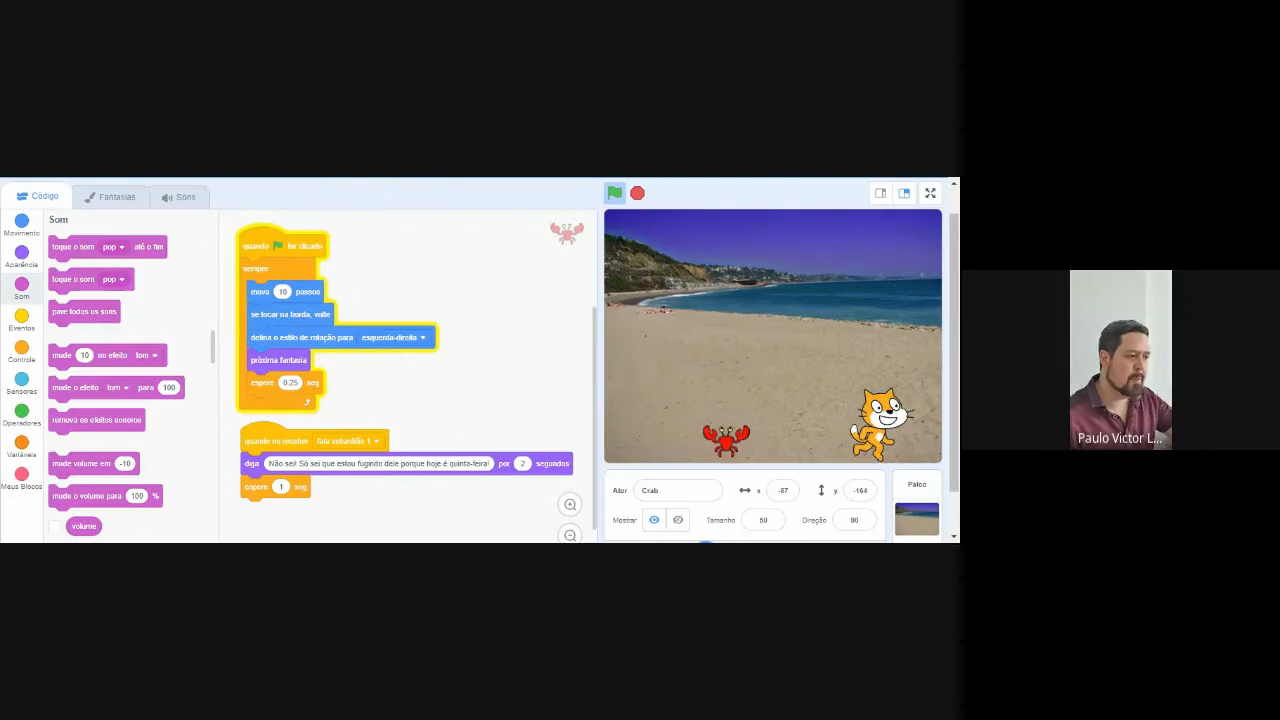 Código
Fantasias
Sons
Movimento
Aparência
Som
Eventos
Controle
Sensores
Operadores
Variáveis
Meus Blocos
Som
toque o som pop até o fim
toque o som pop
pare todos os sons
mude 10 no efeito tom
mude o efeito tom para 100
remova os efeitos sonoros
mude volume em -10
mude o volume para 100 %
volume
quando for clicado
sempre
mova 10 passos
se tocar na borda, volte
defina o estilo de rotação para esquerda-direita
próxima fantasia
espere 0.25 seg
quando eu receber fala sebastião 1
diga Não sei! Só sei que estou fugindo dele porque hoje é quinta-feira! por 2 segundos
espere 1 seg
Ator Crab x -67 y -164
Mostrar Tamanho 50 Direção 90
Palco
Paulo Victor L...